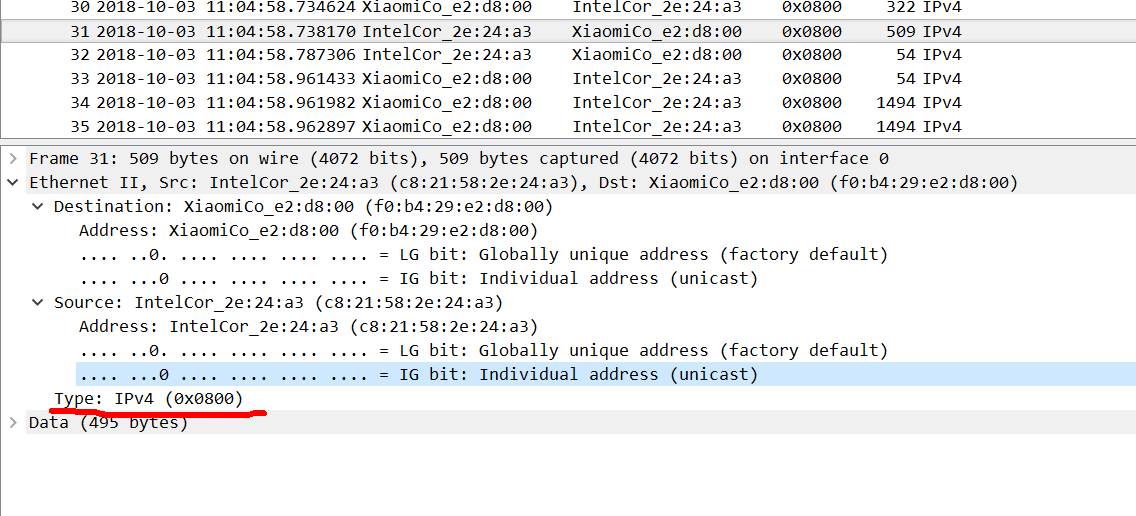 30 2018-10-03 11:04:58.734624 XiaomiCo_e2:d8:00 IntelCor_2e:24:a3 0x0800 322 IPv4
31 2018-10-03 11:04:58.738170 IntelCor_2e:24:a3 XiaomiCo_e2:d8:00 0x0800 509 IPv4
32 2018-10-03 11:04:58.787306 IntelCor_2e:24:a3 XiaomiCo_e2:d8:00 0x0800 54 IPv4
33 2018-10-03 11:04:58.961433 XiaomiCo_e2:d8:00 IntelCor_2e:24:a3 0x0800 54 IPv4
34 2018-10-03 11:04:58.961982 XiaomiCo_e2:d8:00 IntelCor_2e:24:a3 0x0800 1494 IPv4
35 2018-10-03 11:04:58.962897 XiaomiCo_e2:d8:00 IntelCor_2e:24:a3 0x0800 1494 IPv4
Frame 31: 509 bytes on wire (4072 bits), 509 bytes captured (4072 bits) on interface 0
Ethernet II, Src: IntelCor_2e:24:a3 (c8:21:58:2e:24:a3), Dst: XiaomiCo_e2:d8:00 (f0:b4:29:e2:d8:00)
Destination: XiaomiCo_e2:d8:00 (f0:b4:29:e2:d8:00)
Address: XiaomiCo_e2:d8:00 (f0:b4:29:e2:d8:00)
.... ..0. .... .... .... .... = LG bit: Globally unique address (factory default)
.... ...0 .... .... .... .... = IG bit: Individual address (unicast)
Source: IntelCor_2e:24:a3 (c8:21:58:2e:24:a3)
Address: IntelCor_2e:24:a3 (c8:21:58:2e:24:a3)
.... ..0. .... .... .... .... = LG bit: Globally unique address (factory default)
.... ...0 .... .... .... .... = IG bit: Individual address (unicast)
Type: IPv4 (0x0800)
Data (495 bytes)